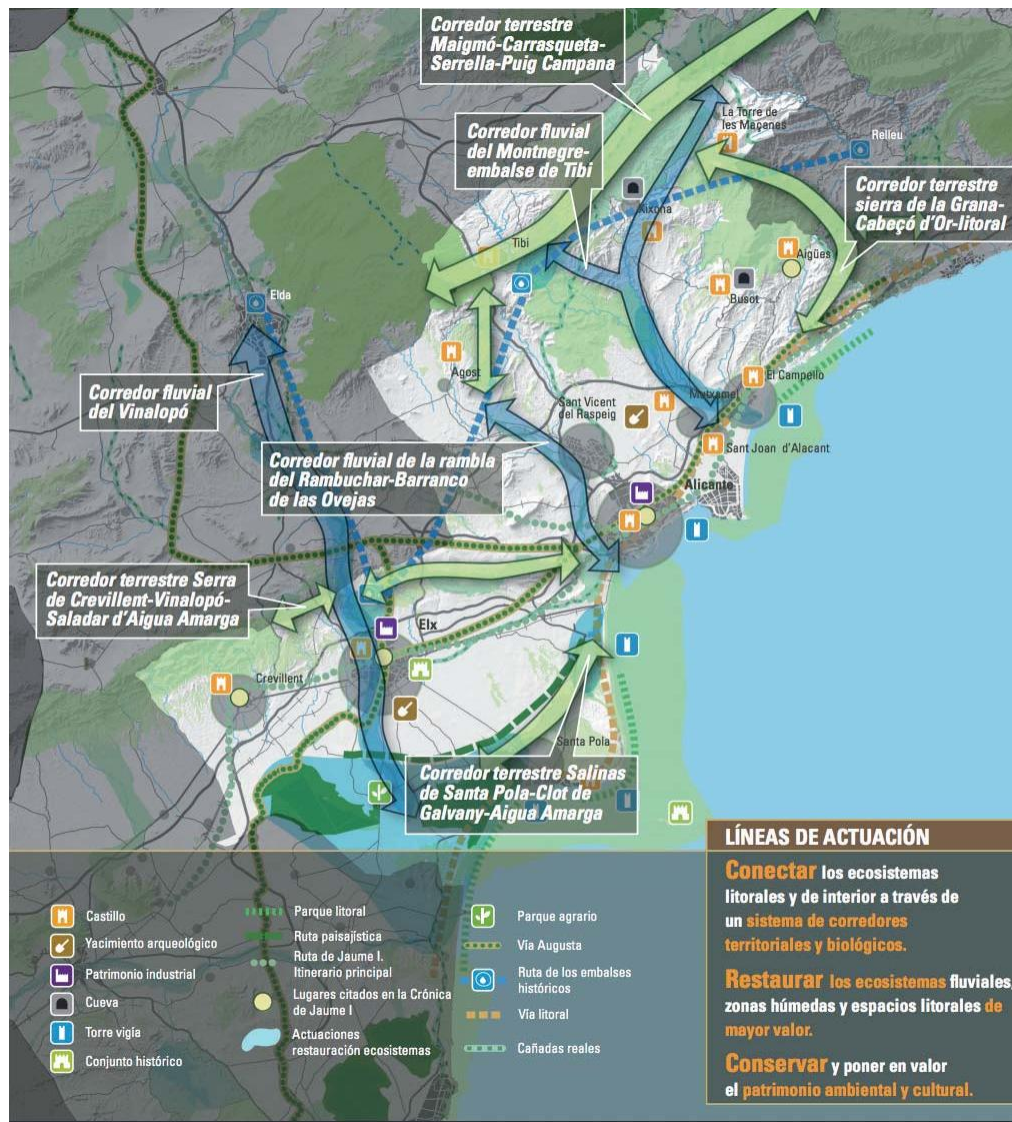 Corredor terrestre
Maigmó-Carrasqueta-
Serrella-Puig Campana
La Torre de
les Maçanes
Corredor fluvial
del Montnegre-
embalse de Tibi
Relleu
Corredor terrestre
sierra de la Grana-
Cabeçó d'Or-litoral
Xixona
Tibi
Aigües
Busot
Elda
Agost
El Campello
Mutxamel
Sant Vicent
del Raspeig
Corredor fluvial
del Vinalopó
Sant Joan d'Alacant
Corredor fluvial de la rambla
del Rambuchar-Barranco
de las Ovejas
Alicante
Corredor terrestre Serra
de Crevillent-Vinalopó-
Saladar d'Aigua Amarga
Elx
Crevillent
Santa Pola
Corredor terrestre Salinas
de Santa Pola-Clot de
Galvany-Aigua Amarga
LÍNEAS DE ACTUACIÓN
Conectar los ecosistemas
litorales y de interior a través de
un sistema de corredores
territoriales y biológicos.
Restaurar los ecosistemas fluviales,
zonas húmedas y espacios litorales de
mayor valor.
Conservar y poner en valor
el patrimonio ambiental y cultural.
Castillo
Yacimiento arqueológico
Patrimonio industrial
Cueva
Torre vigía
Conjunto histórico
Parque litoral
Ruta paisajística
Ruta de Jaume I.
Itinerario principal
Lugares citados en la Crónica
de Jaume I
Actuaciones
restauración ecosistemas
Parque agrario
Vía Augusta
Ruta de los embalses
históricos
Vía litoral
Cañadas reales